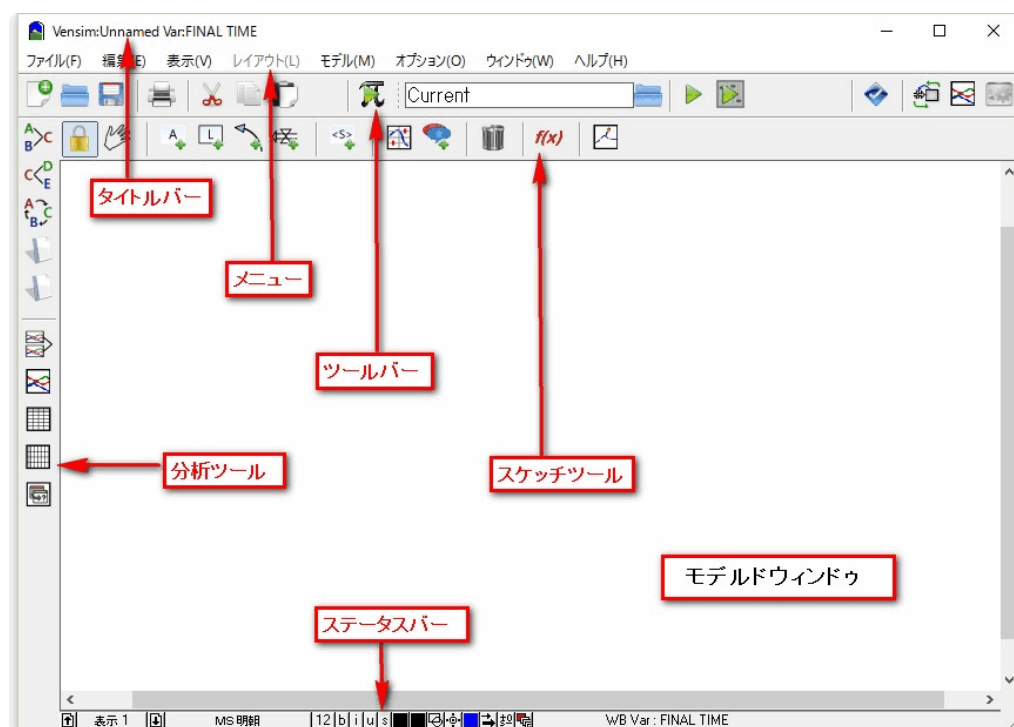 Vensim:Unnamed Var:FINAL TIME
ファイル(F) 編集(E) 表示(V) レイアウト(L) モデル(M) オプション(O) ウィンドウ(W) ヘルプ(H)
Current
A B C A L <S> f(x)
C D E
A C B
タイトルバー
メニュー
ツールバー
分析ツール
スケッチツール
モデルドウィンドゥ
ステータスバー
表示 1 MS 明朝 12 b i u s WB Var : FINAL TIME